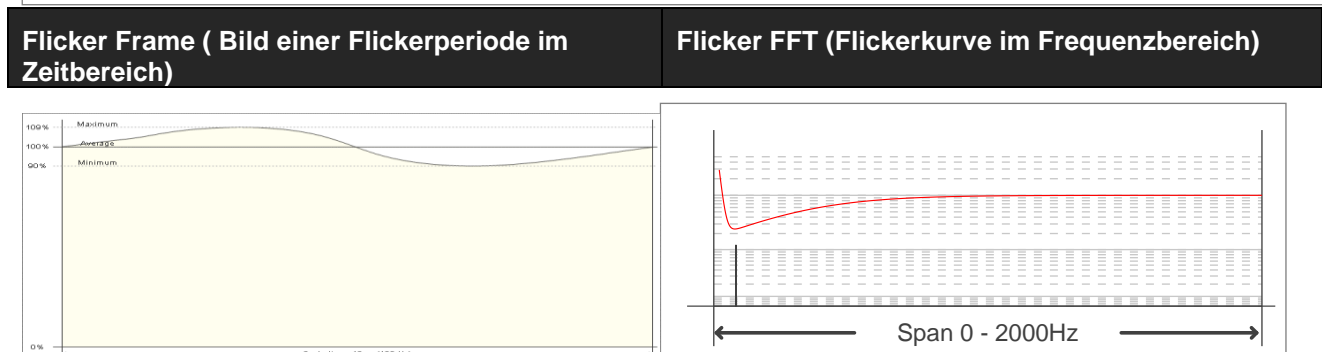 Flicker Frame ( Bild einer Flickerperiode im
Zeitbereich)
Flicker FFT (Flickerkurve im Frequenzbereich)
109%
Maximum
100%
Average
90%
Minimum
0%
Span 0 - 2000Hz